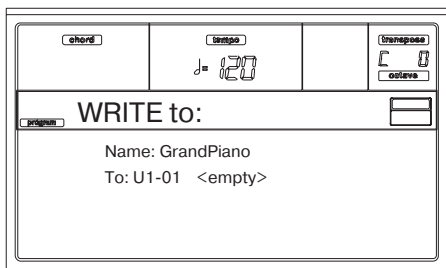 chord
tempo
transpose
♩= 120
C 0
octave
WRITE to:
program
Name: GrandPiano
To: U1-01 <empty>